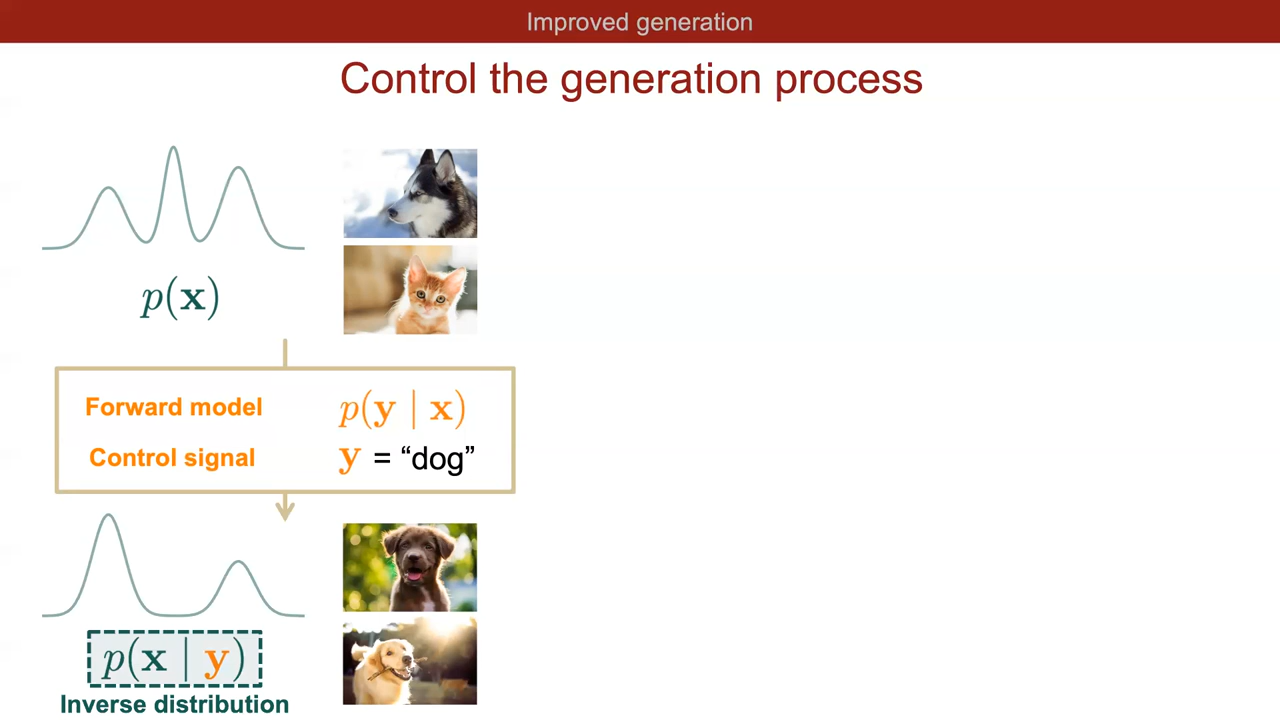 Improved generation
Control the generation process
p(x)
Forward model p(y | x)
Control signal y = “dog”
p(x | y)
Inverse distribution